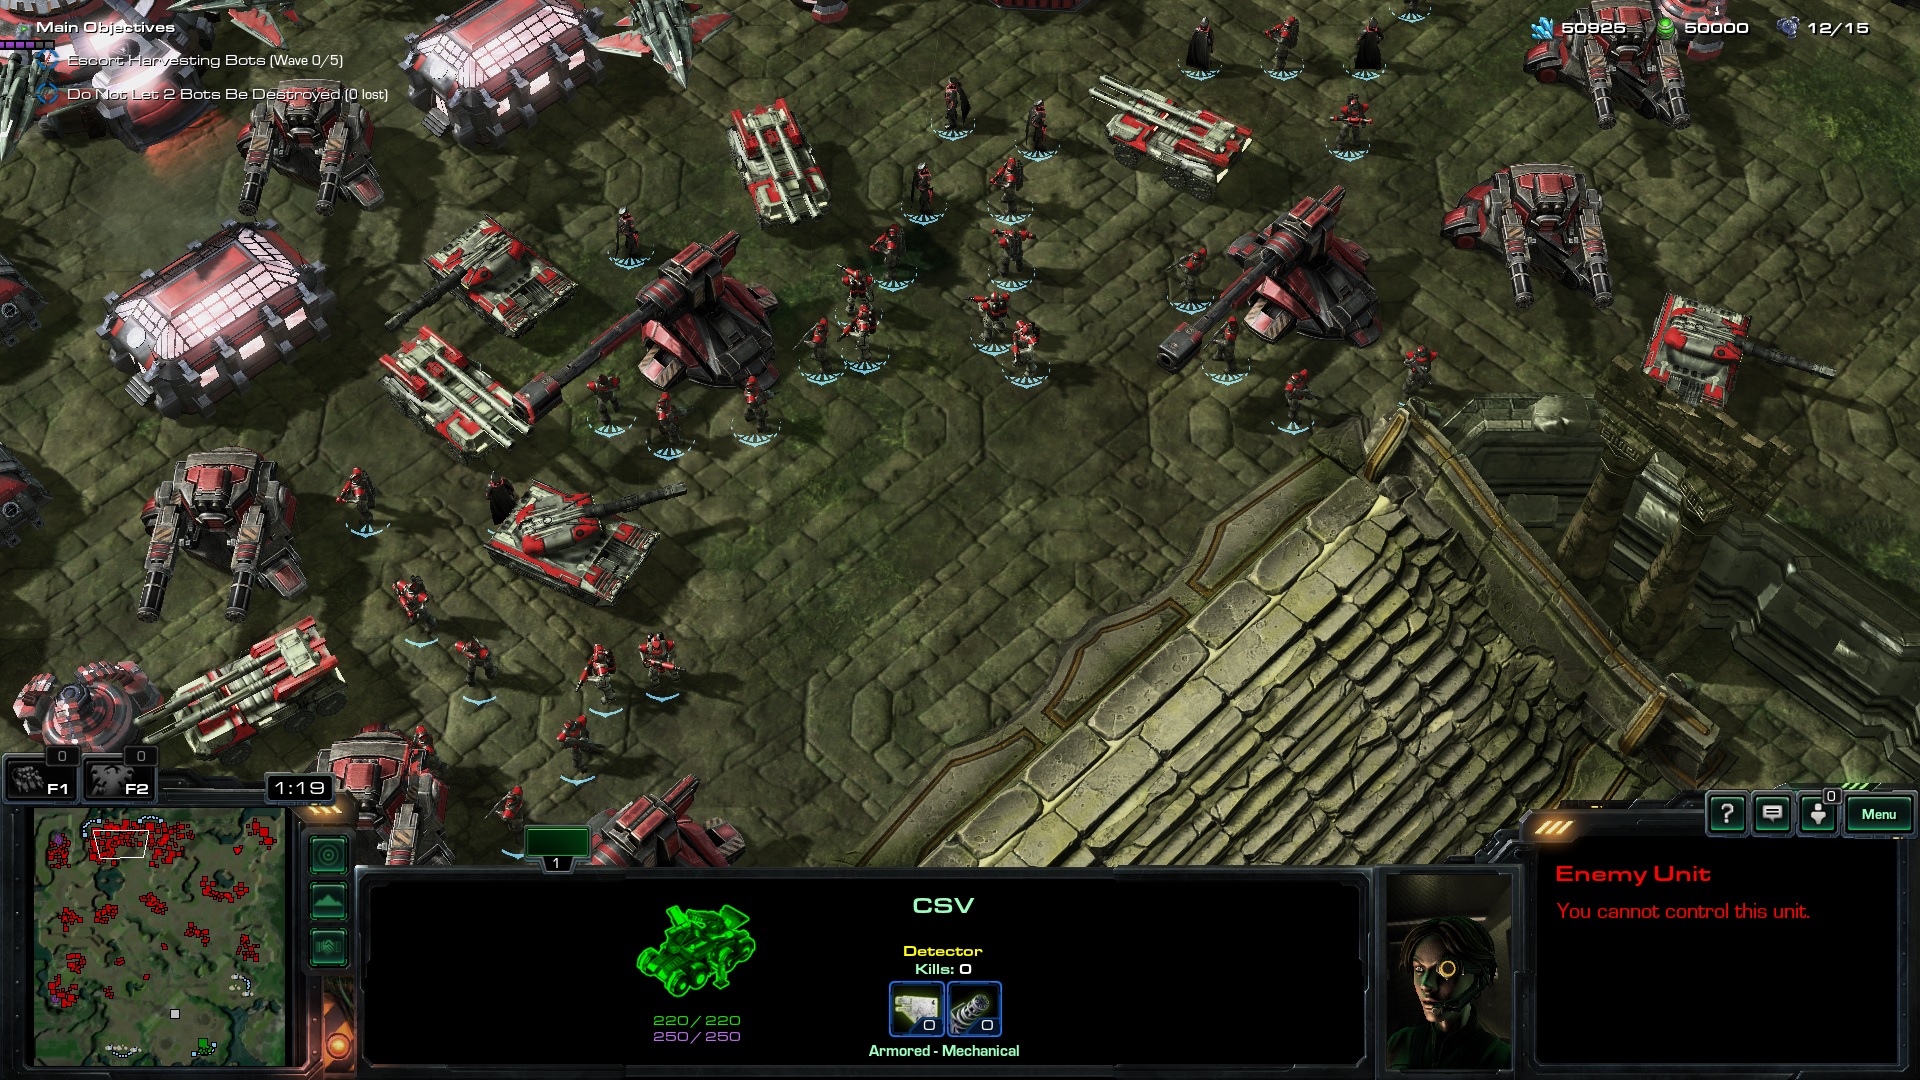 Main Objectives
Escort Harvesting Bots (Wave 0/5)
Do Not Let 2 Bots Be Destroyed (0 lost)
50925
50000
12/15
0
F1
0
F2
1:19
1
CSV
Detector
Kills: 0
0
0
Armored - Mechanical
220/220
250/250
?
0
Menu
Enemy Unit
You cannot control this unit.